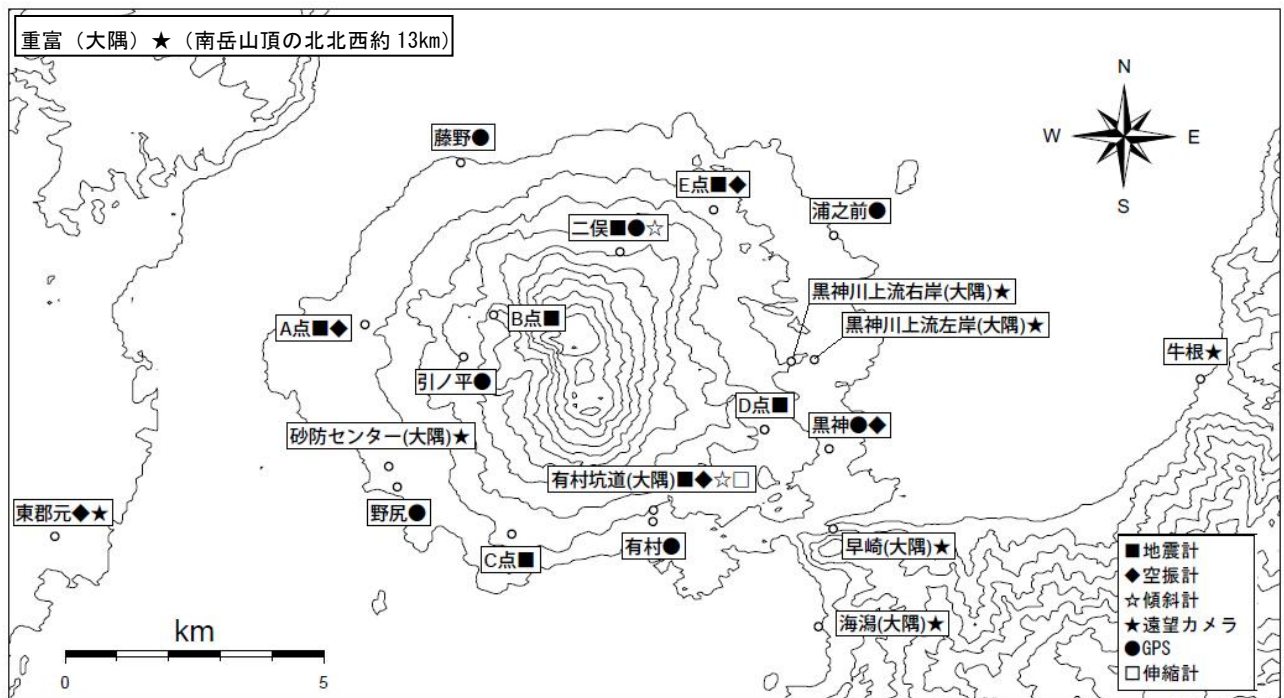 重富（大隅）★（南岳山頂の北北西約13km）
N
W
E
S
藤野●
E点■◆
浦之前●
二俣■●☆
黒神川上流右岸(大隅)★
B点■
黒神川上流左岸(大隅)★
A点■◆
牛根★
引ノ平●
D点■
黒神●◆
砂防センター(大隅)★
有村坑道(大隅)■◆☆□
東郡元◆★
野尻●
有村●
早崎(大隅)★
C点■
海潟(大隅)★
■地震計
◆空振計
☆傾斜計
★遠望カメラ
●GPS
□伸縮計
km
0
5